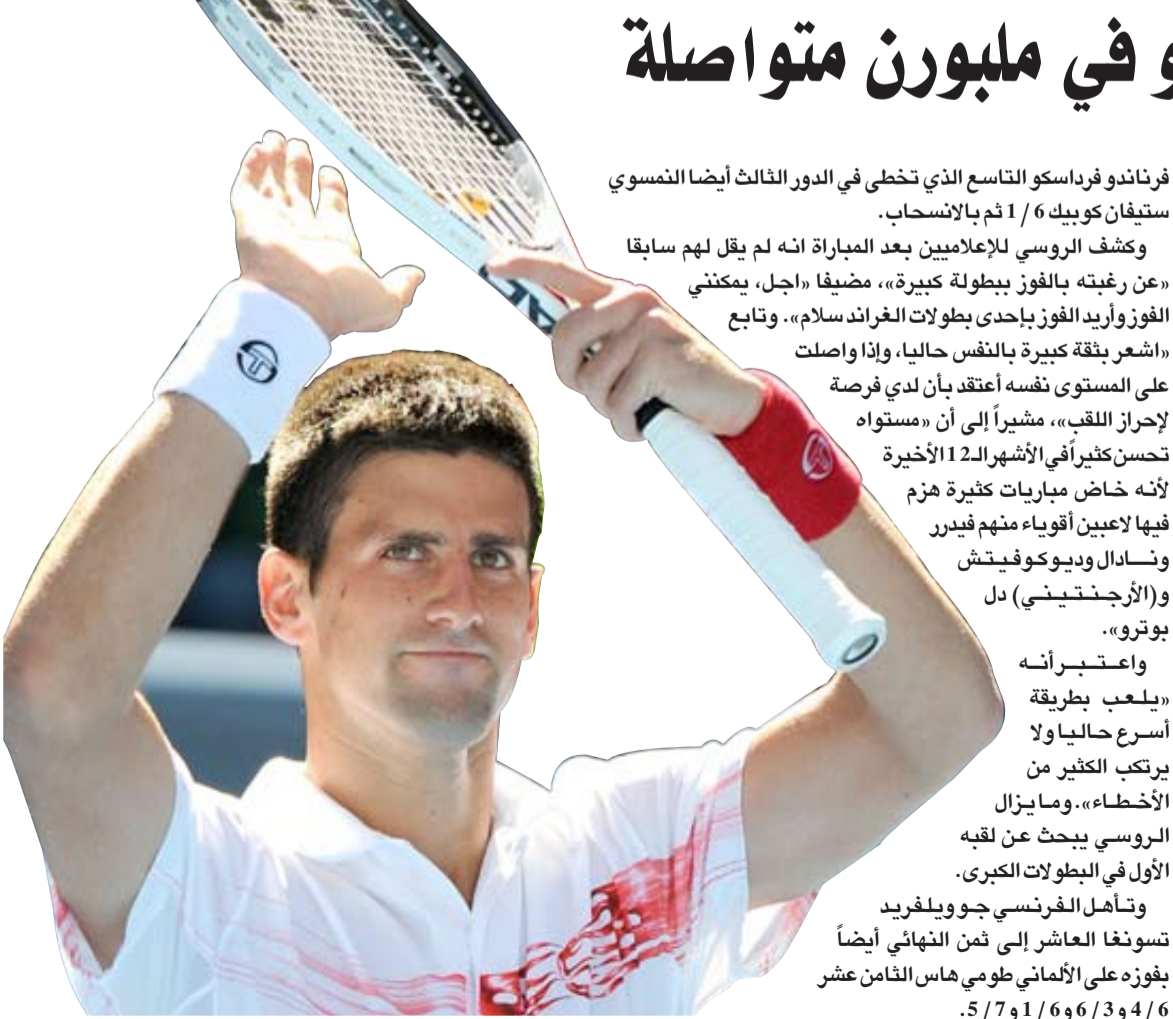 و في ملبورن متواصلة
فرناندو فرداسكو التاسع الذي تخطى في الدور الثالث أيضا النمسوي
ستيفان كوبيك 6 / 1 ثم بالانسحاب.
وكشف الروسي للإعلاميين بعد المباراة انه لم يقل لهم سابقا
«عن رغبته بالفوز ببطولة كبيرة»، مضيفا «اجل، يمكنني
الفوز وأريد الفوز بإحدى بطولات الغراند سلام». وتابع
«اشعر بثقة كبيرة بالنفس حاليا، وإذا واصلت
على المستوى نفسه أعتقد بأن لدي فرصة
لإحراز اللقب»، مشيراً إلى أن «مستواه
تحسن كثيراً في الأشهر الـ12 الأخيرة
لأنه خاض مباريات كثيرة هزم
فيها لاعبين أقوياء منهم فيدرر
ونادال وديوكوفيتش
و(الأرجنتيني) دل
بوترو».
واعتبر أنه
«يلعب بطريقة
أسرع حاليا ولا
يرتكب الكثير من
الأخطاء». وما يزال
الروسي يبحث عن لقبه
الأول في البطولات الكبرى.
وتأهل الفرنسي جو ويلفريد
تسونغا العاشر إلى ثمن النهائي أيضاً
بفوزه على الألماني طومي هاس الثامن عشر
6 / 4 و 3 / 6 و 6 / 1 و 7 / 5.